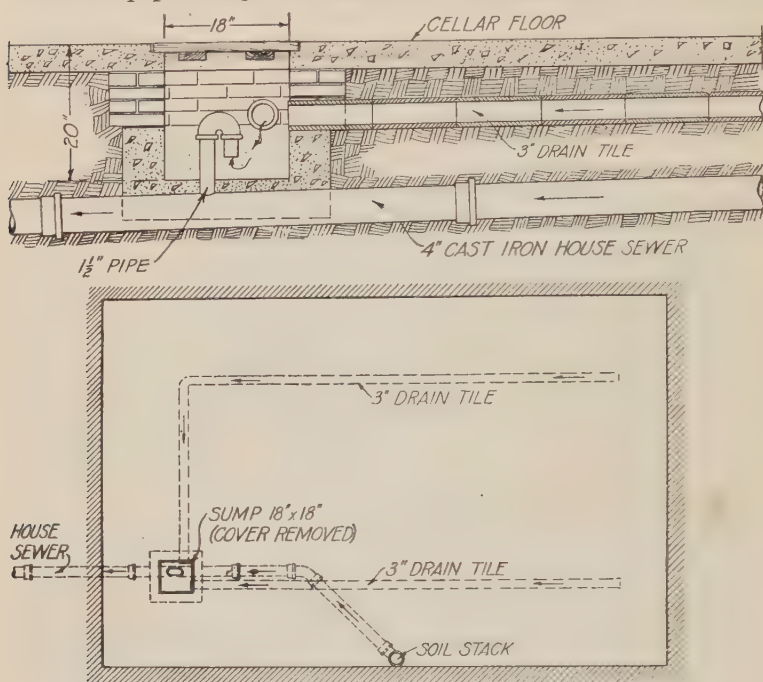 18"
CELLAR FLOOR
20"
3" DRAIN TILE
4" CAST IRON HOUSE SEWER
1½" PIPE
3" DRAIN TILE
SUMP 18"x18"
(COVER REMOVED)
HOUSE
SEWER
3" DRAIN TILE
SOIL STACK